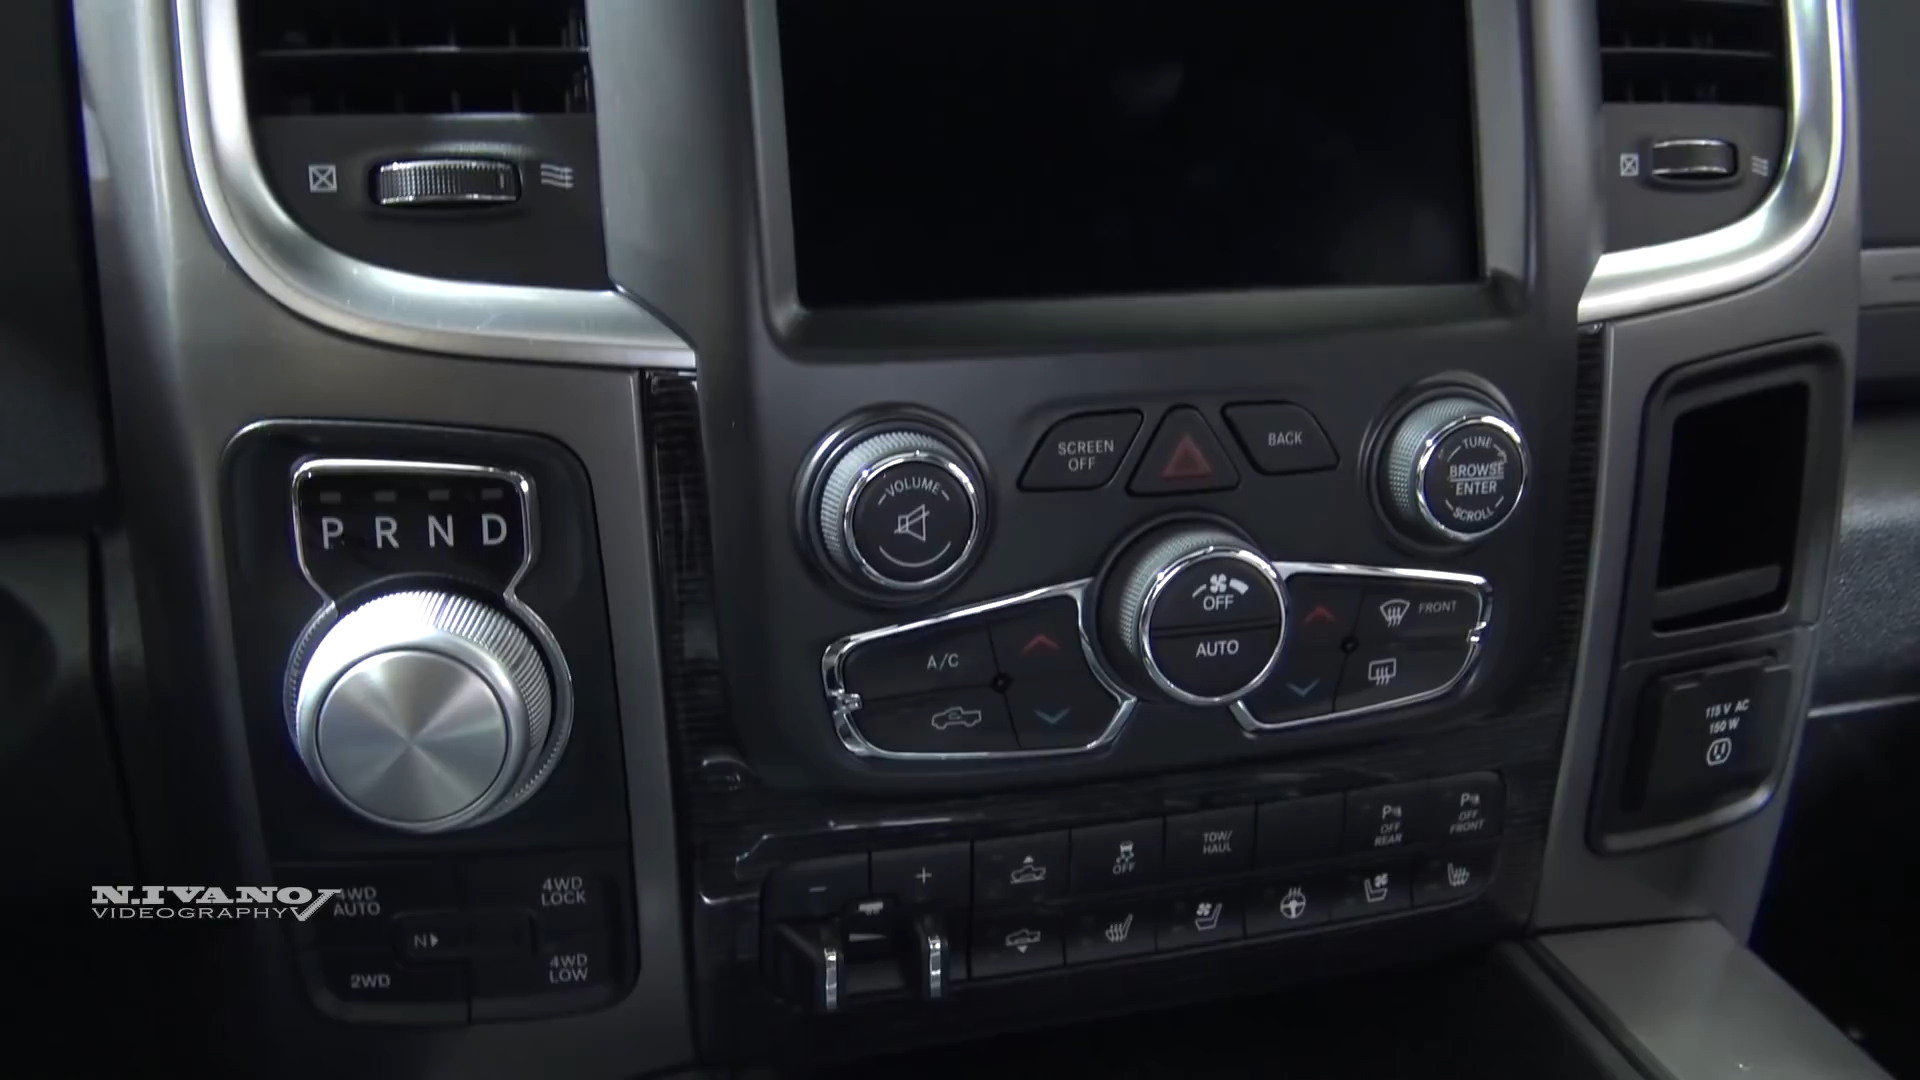 SCREEN
OFF
BACK
TUNE
BROWSE
ENTER
SCROLL
VOLUME
P R N D
OFF
AUTO
FRONT
A/C
115 V AC
150 W
TOW/
HAUL
OFF
P
OFF
REAR
P
OFF
FRONT
- +
N.IVANOV
VIDEOGRAPHY
4WD
AUTO
4WD
LOCK
N
2WD
4WD
LOW